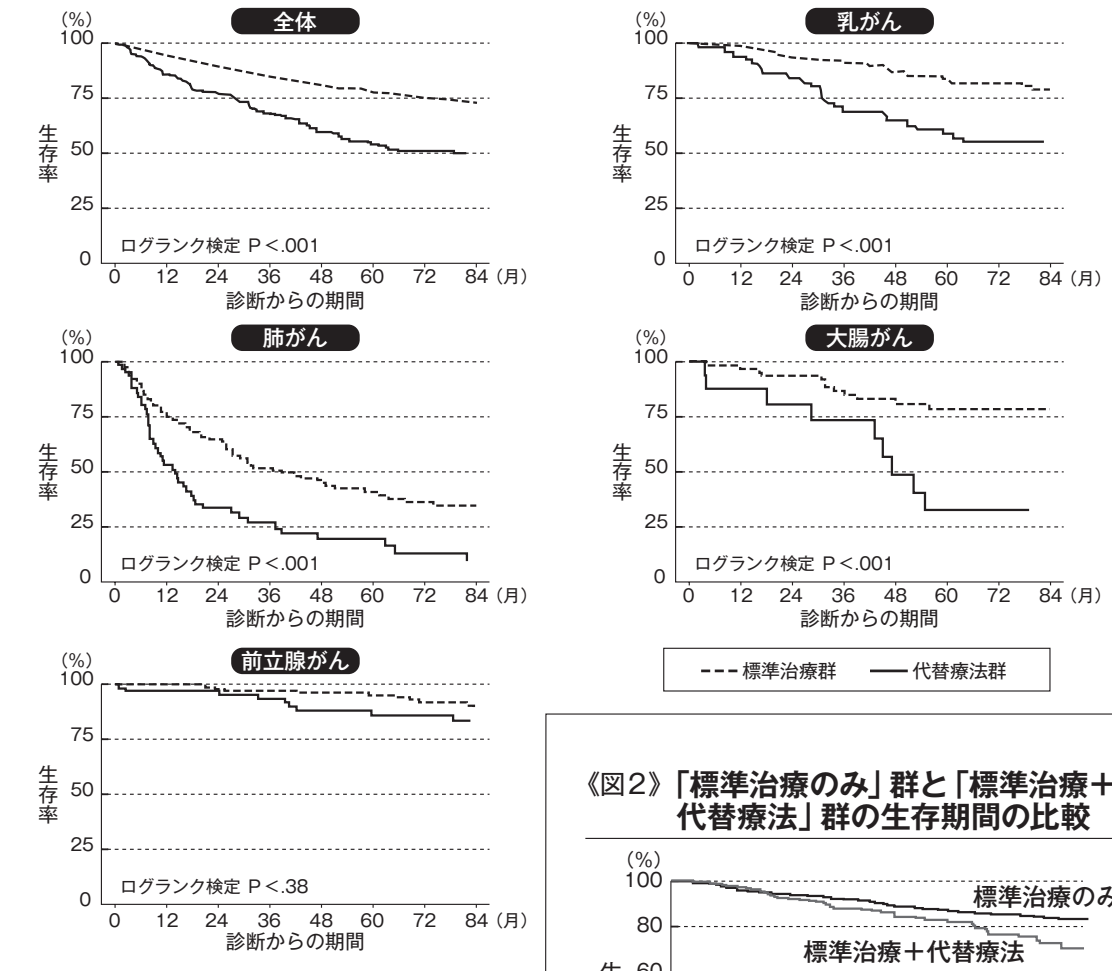 全体
(%)
100
75
50
25
0
生存率
ログランク検定 P<.001
0 12 24 36 48 60 72 84 (月)
診断からの期間
乳がん
(%)
100
75
50
25
0
生存率
ログランク検定 P<.001
0 12 24 36 48 60 72 84 (月)
診断からの期間
肺がん
(%)
100
75
50
25
0
生存率
ログランク検定 P<.001
0 12 24 36 48 60 72 84 (月)
診断からの期間
大腸がん
(%)
100
75
50
25
0
生存率
ログランク検定 P<.001
0 12 24 36 48 60 72 84 (月)
診断からの期間
標準治療群 代替療法群
前立腺がん
(%)
100
75
50
25
0
生存率
ログランク検定 P<.38
0 12 24 36 48 60 72 84 (月)
診断からの期間
《図2》「標準治療のみ」群と「標準治療+
代替療法」群の生存期間の比較
(%)
100
標準治療のみ
80
標準治療+代替療法
60
生